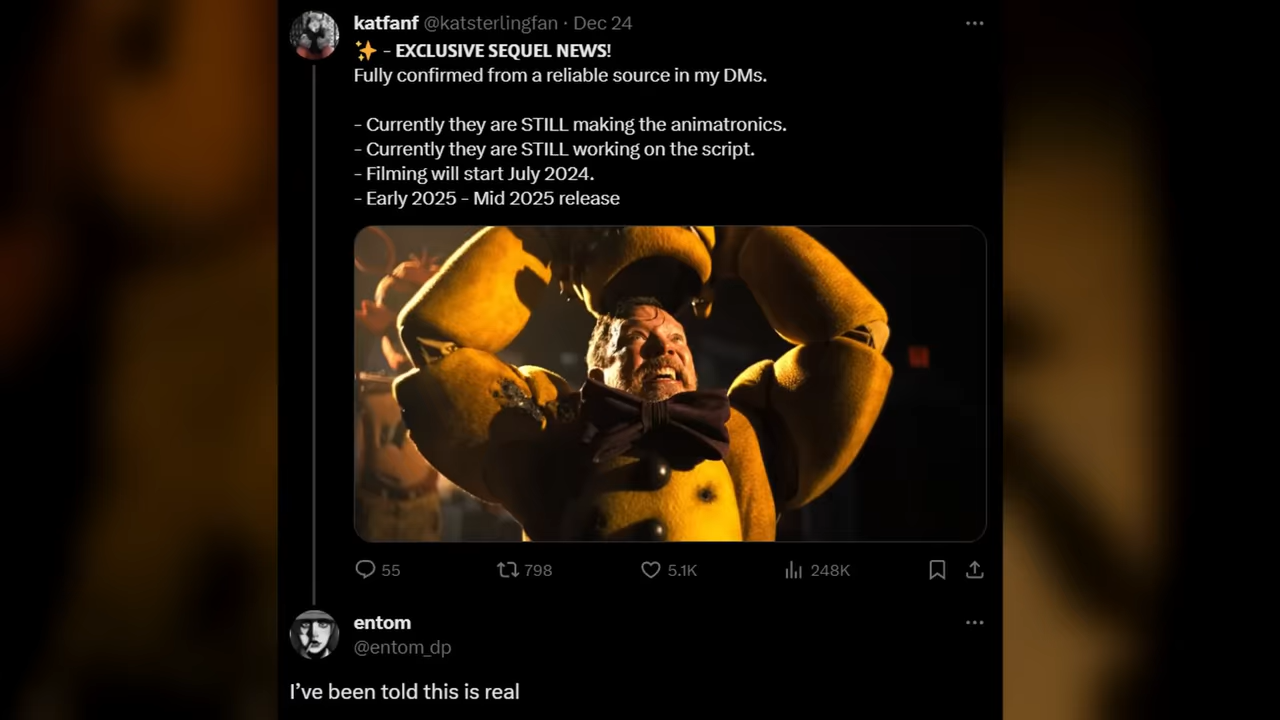 katfanf @katsterlingfan · Dec 24
✨ - EXCLUSIVE SEQUEL NEWS!
Fully confirmed from a reliable source in my DMs.
- Currently they are STILL making the animatronics.
- Currently they are STILL working on the script.
- Filming will start July 2024.
- Early 2025 - Mid 2025 release
55 798 5.1K 248K
entom
@entom_dp
I've been told this is real